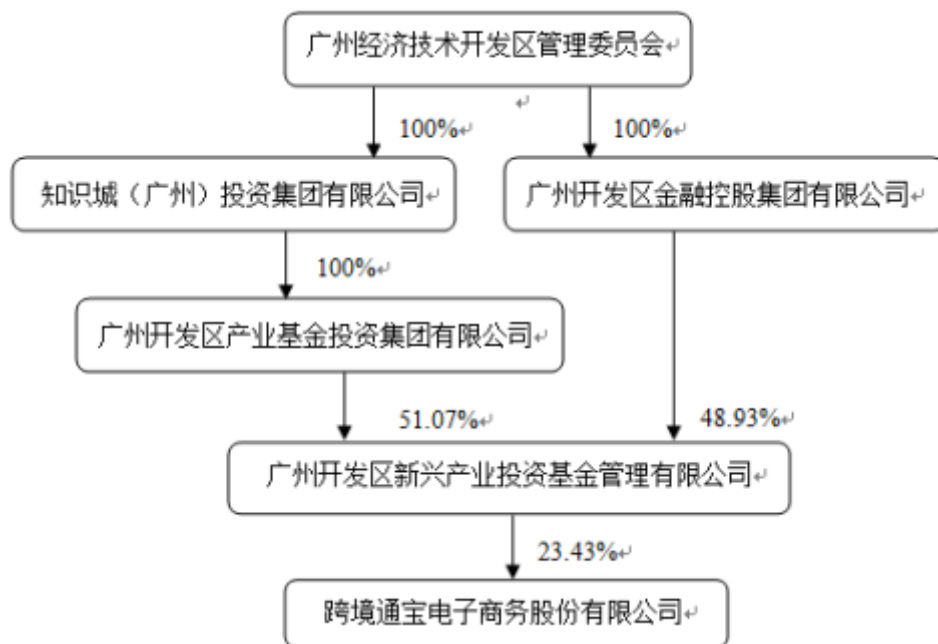 广州经济技术开发区管理委员会↵
↵
100%↵
100%↵
知识城（广州）投资集团有限公司↵
广州开发区金融控股集团有限公司↵
100%↵
广州开发区产业基金投资集团有限公司↵
51.07%↵
48.93%↵
广州开发区新兴产业投资基金管理有限公司↵
23.43%↵
跨境通宝电子商务股份有限公司↵